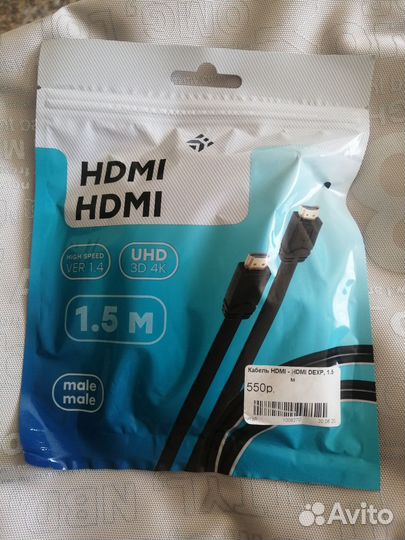 HDMI
HDMI
HIGH SPEED
VER 1.4
UHD
3D 4K
1.5 M
male
male
Кабель HDMI - HDMI DEXP, 1.5
м
550р.
Avito